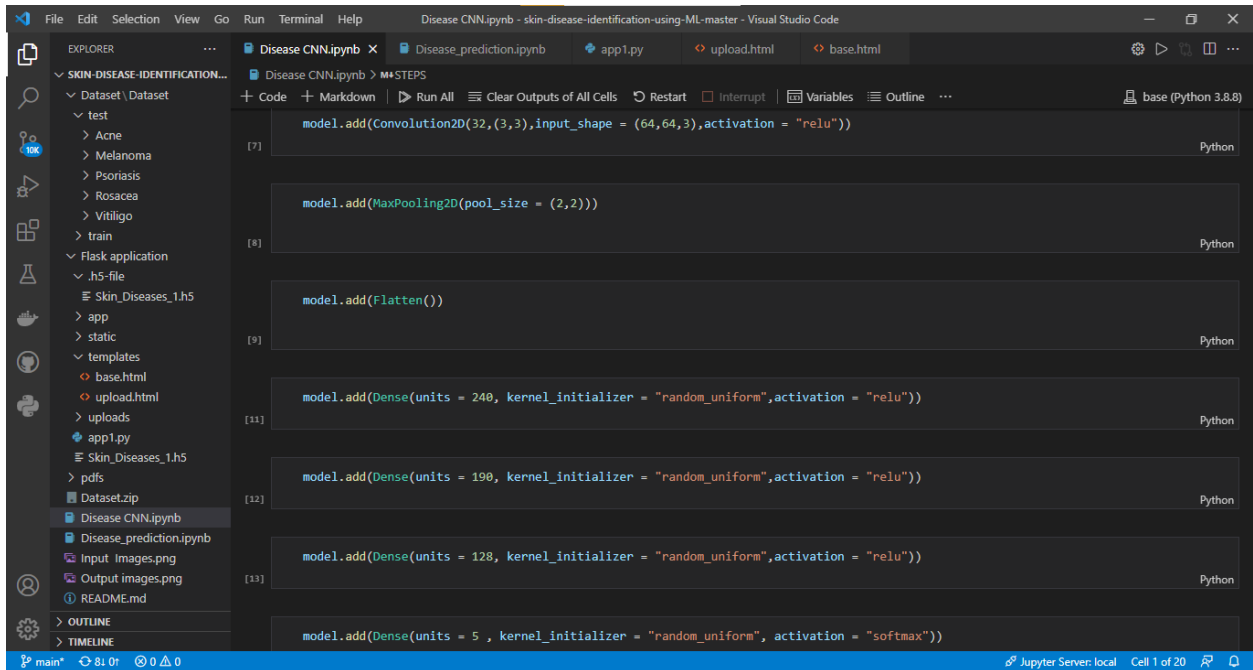 File Edit Selection View Go Run Terminal Help
Disease CNN.ipynb - skin-disease-identification-using-ML-master - Visual Studio Code
EXPLORER
SKIN-DISEASE-IDENTIFICATION...
Dataset\Dataset
test
Acne
Melanoma
Psoriasis
Rosacea
Vitiligo
train
Flask application
.h5-file
Skin_Diseases_1.h5
app
static
templates
base.html
upload.html
uploads
app1.py
Skin_Diseases_1.h5
pdfs
Dataset.zip
Disease CNN.ipynb
Disease_prediction.ipynb
Input Images.png
Output images.png
README.md
OUTLINE
TIMELINE
10K
Disease CNN.ipynb Disease_prediction.ipynb app1.py upload.html base.html
Disease CNN.ipynb > M↓STEPS
+ Code + Markdown Run All Clear Outputs of All Cells Restart Interrupt Variables Outline ... base (Python 3.8.8)
model.add(Convolution2D(32,(3,3),input_shape = (64,64,3),activation = "relu"))
[7] Python
model.add(MaxPooling2D(pool_size = (2,2)))
[8] Python
model.add(Flatten())
[9] Python
model.add(Dense(units = 240, kernel_initializer = "random_uniform",activation = "relu"))
[11] Python
model.add(Dense(units = 190, kernel_initializer = "random_uniform",activation = "relu"))
[12] Python
model.add(Dense(units = 128, kernel_initializer = "random_uniform",activation = "relu"))
[13] Python
model.add(Dense(units = 5 , kernel_initializer = "random_uniform", activation = "softmax"))
main* 8↓ 0↑ 0 0 Jupyter Server: local Cell 1 of 20